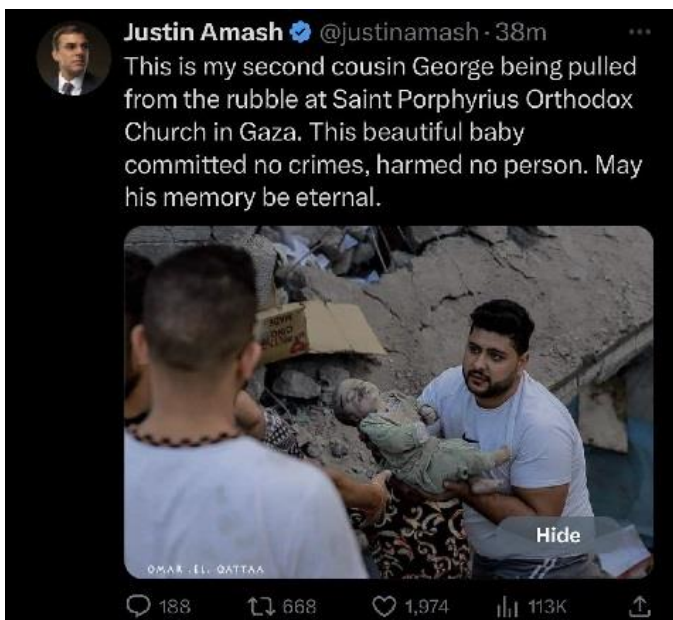 Justin Amash @justinamash · 38m
This is my second cousin George being pulled
from the rubble at Saint Porphyrius Orthodox
Church in Gaza. This beautiful baby
committed no crimes, harmed no person. May
his memory be eternal.
Hide
OMAR .EL. QATTAA
188 668 1,974 113K